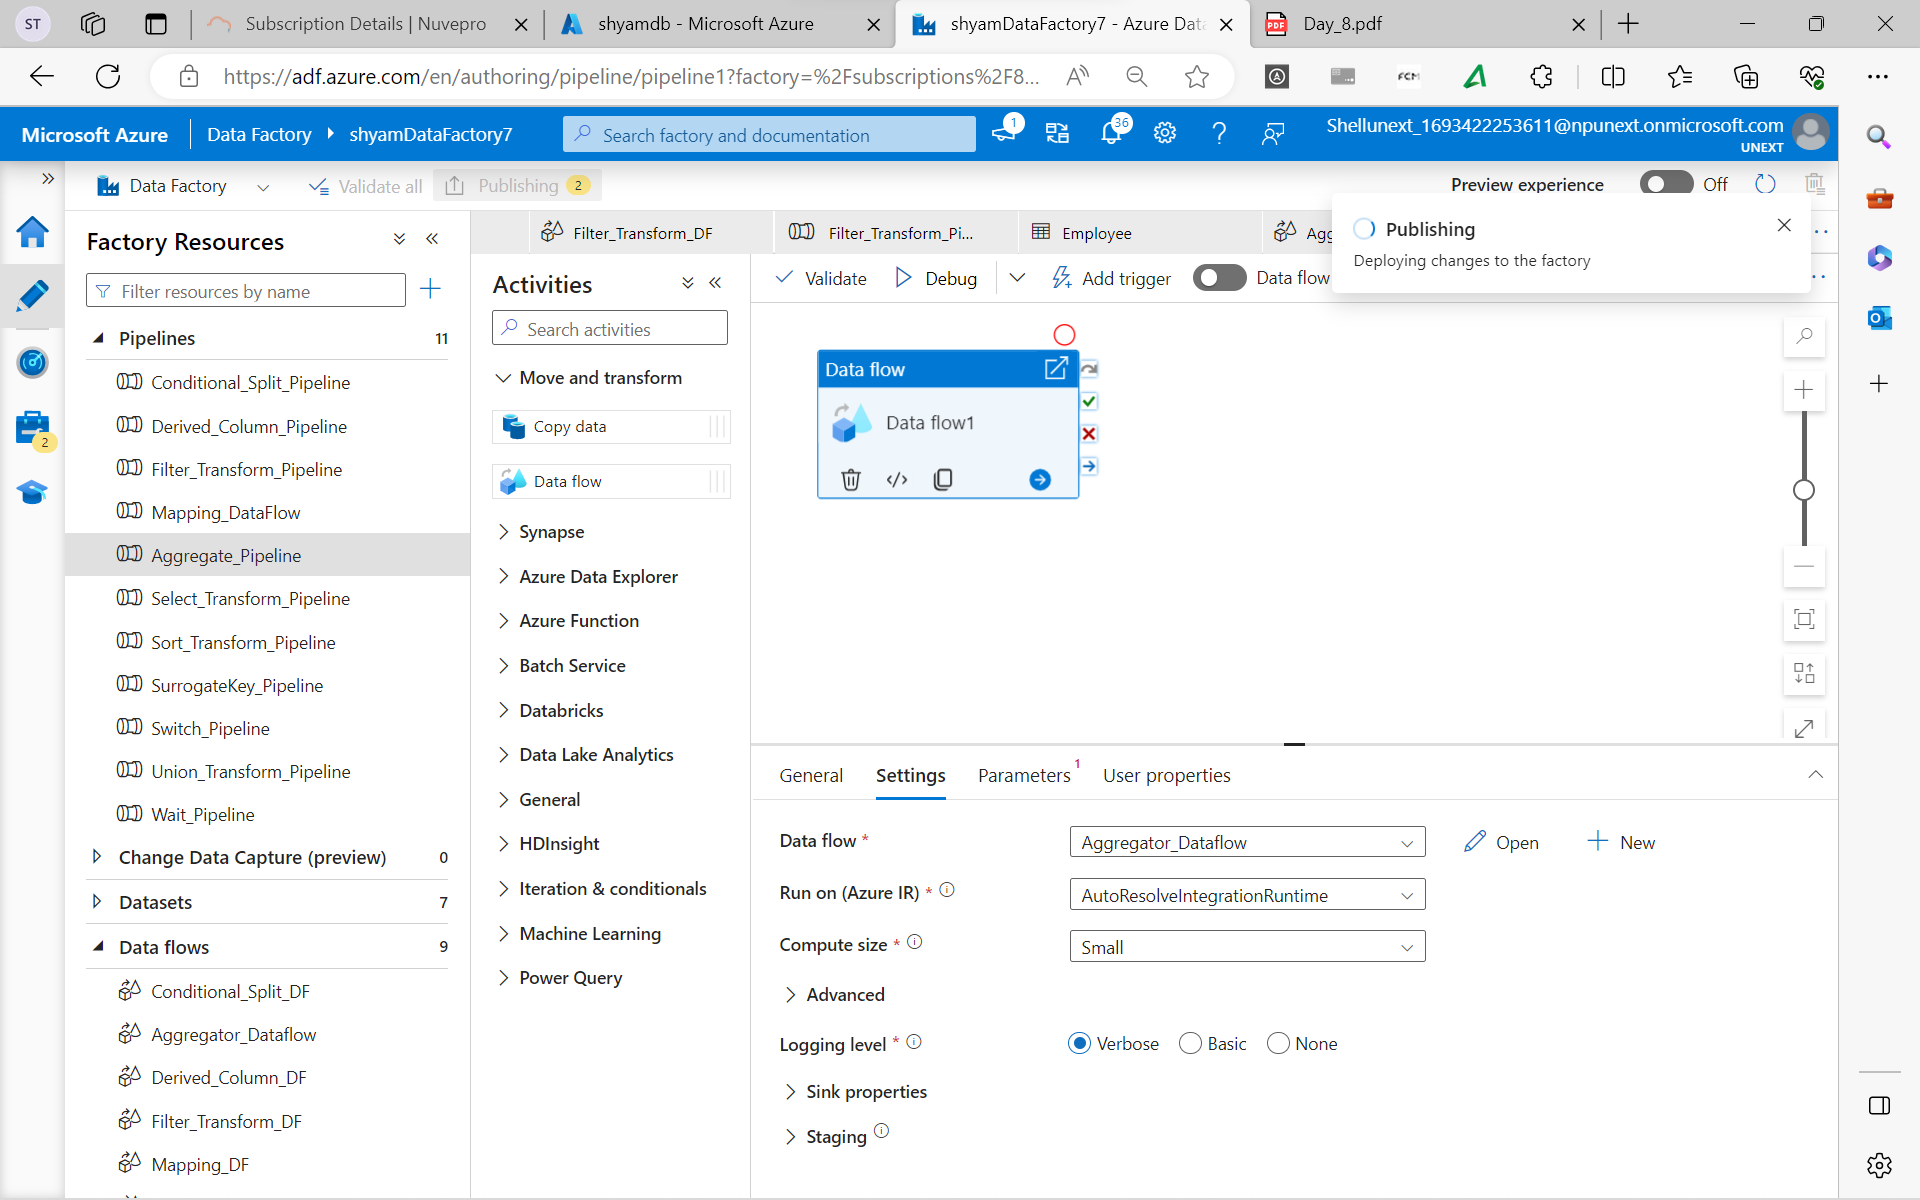 ST
Subscription Details | Nuvepro
shyamdb - Microsoft Azure
shyamDataFactory7 - Azure Data
PDF
Day_8.pdf
https://adf.azure.com/en/authoring/pipeline/pipeline1?factory=%2Fsubscriptions%2F8...
FCM
Microsoft Azure
Data Factory
shyamDataFactory7
Search factory and documentation
1
36
Shellunext_1693422253611@npunext.onmicrosoft.com
UNEXT
Data Factory
Validate all
Publishing
2
Preview experience
Off
Factory Resources
Filter_Transform_DF
Filter_Transform_Pi...
Employee
Agg
Publishing
Deploying changes to the factory
Filter resources by name
Activities
Validate
Debug
Add trigger
Data flow
Search activities
Pipelines
11
Conditional_Split_Pipeline
Derived_Column_Pipeline
Filter_Transform_Pipeline
Mapping_DataFlow
Aggregate_Pipeline
Select_Transform_Pipeline
Sort_Transform_Pipeline
SurrogateKey_Pipeline
Switch_Pipeline
Union_Transform_Pipeline
Wait_Pipeline
2
Change Data Capture (preview)
0
Datasets
7
Data flows
9
Conditional_Split_DF
Aggregator_Dataflow
Derived_Column_DF
Filter_Transform_DF
Mapping_DF
Move and transform
Copy data
Data flow
Synapse
Azure Data Explorer
Azure Function
Batch Service
Databricks
Data Lake Analytics
General
HDInsight
Iteration & conditionals
Machine Learning
Power Query
Data flow
Data flow1
General
Settings
Parameters
1
User properties
Data flow *
Aggregator_Dataflow
Open
New
Run on (Azure IR) *
AutoResolveIntegrationRuntime
Compute size *
Small
Advanced
Logging level *
Verbose
Basic
None
Sink properties
Staging